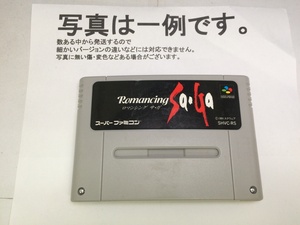 写真は一例です。
数ある中から発送するので
細かいバージョンの違いなどには対応できません。
写真に無い傷・変色などある場合がございます。
Romancing Sa・Ga
ロマンシング サ・ガ
スーパーファミコン
SHVC-RS